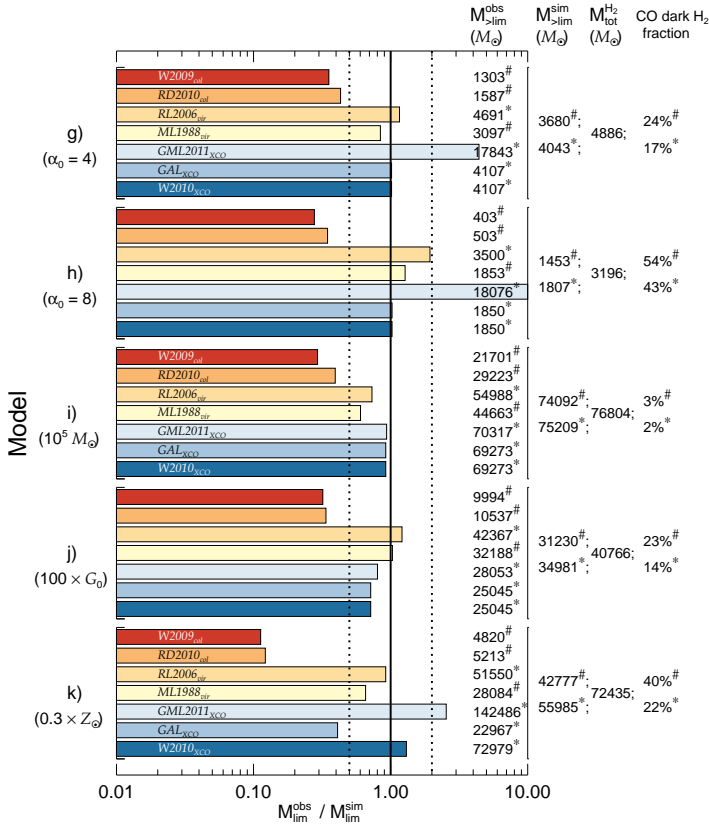 M^obs_>lim (M☉) M^sim_>lim (M☉) M^H2_tot (M☉) CO dark H2 fraction
Model
g)
(α0 = 4)
W2009col 1303#
RD2010col 1587#
RL2006vir 4691*
ML1988vir 3097#
GML2011XCO 17843*
GALXCO 4107*
W2010XCO 4107*
3680#; 4886; 24%#
4043*; 17%*
h)
(α0 = 8)
403#
503#
3500*
1853#
18076*
1850*
1850*
1453#; 3196; 54%#
1807*; 43%*
i)
(10^5 M☉)
W2009col 21701#
RD2010col 29223#
RL2006vir 54988*
ML1988vir 44663#
GML2011XCO 70317*
GALXCO 69273*
W2010XCO 69273*
74092#; 76804; 3%#
75209*; 2%*
j)
(100 × G0)
9994#
10537#
42367*
32188#
28053*
25045*
25045*
31230#; 40766; 23%#
34981*; 14%*
k)
(0.3 × Z☉)
W2009col 4820#
RD2010col 5213#
RL2006vir 51550*
ML1988vir 28084#
GML2011XCO 142486*
GALXCO 22967*
W2010XCO 72979*
42777#; 72435; 40%#
55985*; 22%*
0.01 0.10 1.00 10.00
M^obs_lim / M^sim_lim